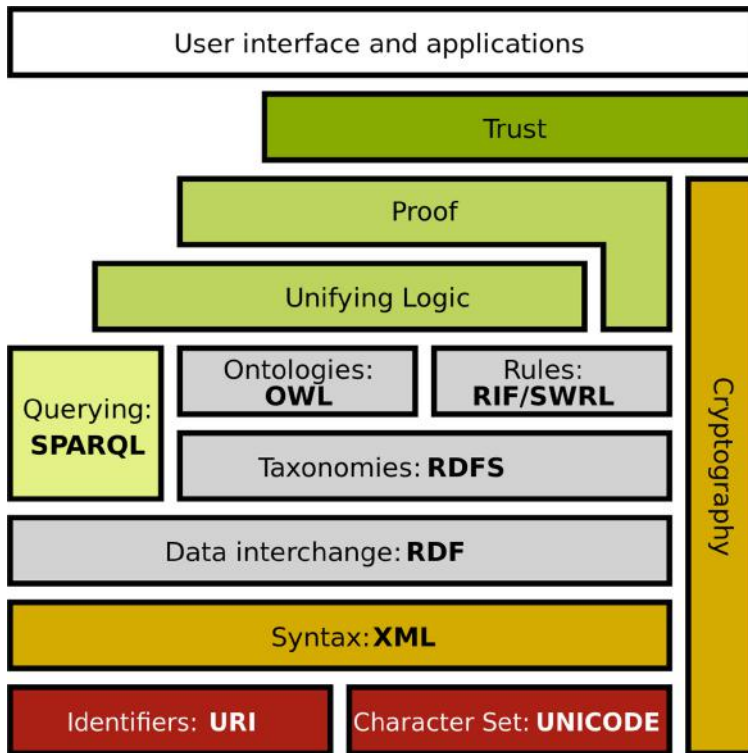 User interface and applications
Trust
Proof
Unifying Logic
Ontologies:
OWL
Rules:
RIF/SWRL
Querying:
SPARQL
Taxonomies: RDFS
Cryptography
Data interchange: RDF
Syntax: XML
Identifiers: URI
Character Set: UNICODE